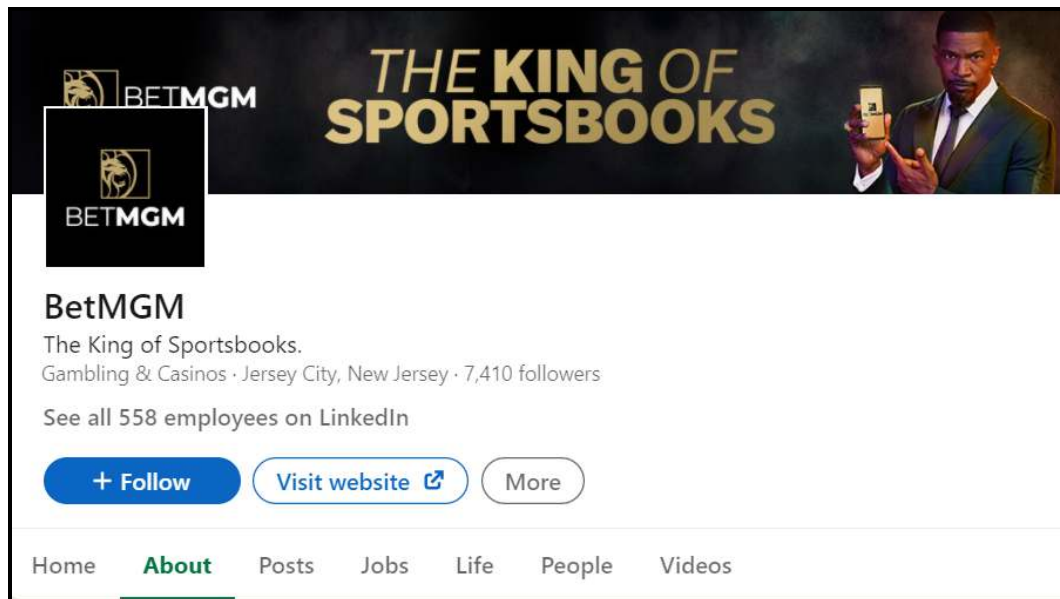 BETMGM
THE KING OF
SPORTSBOOKS
BETMGM
BetMGM
The King of Sportsbooks.
Gambling & Casinos · Jersey City, New Jersey · 7,410 followers
See all 558 employees on LinkedIn
+ Follow
Visit website
More
Home About Posts Jobs Life People Videos